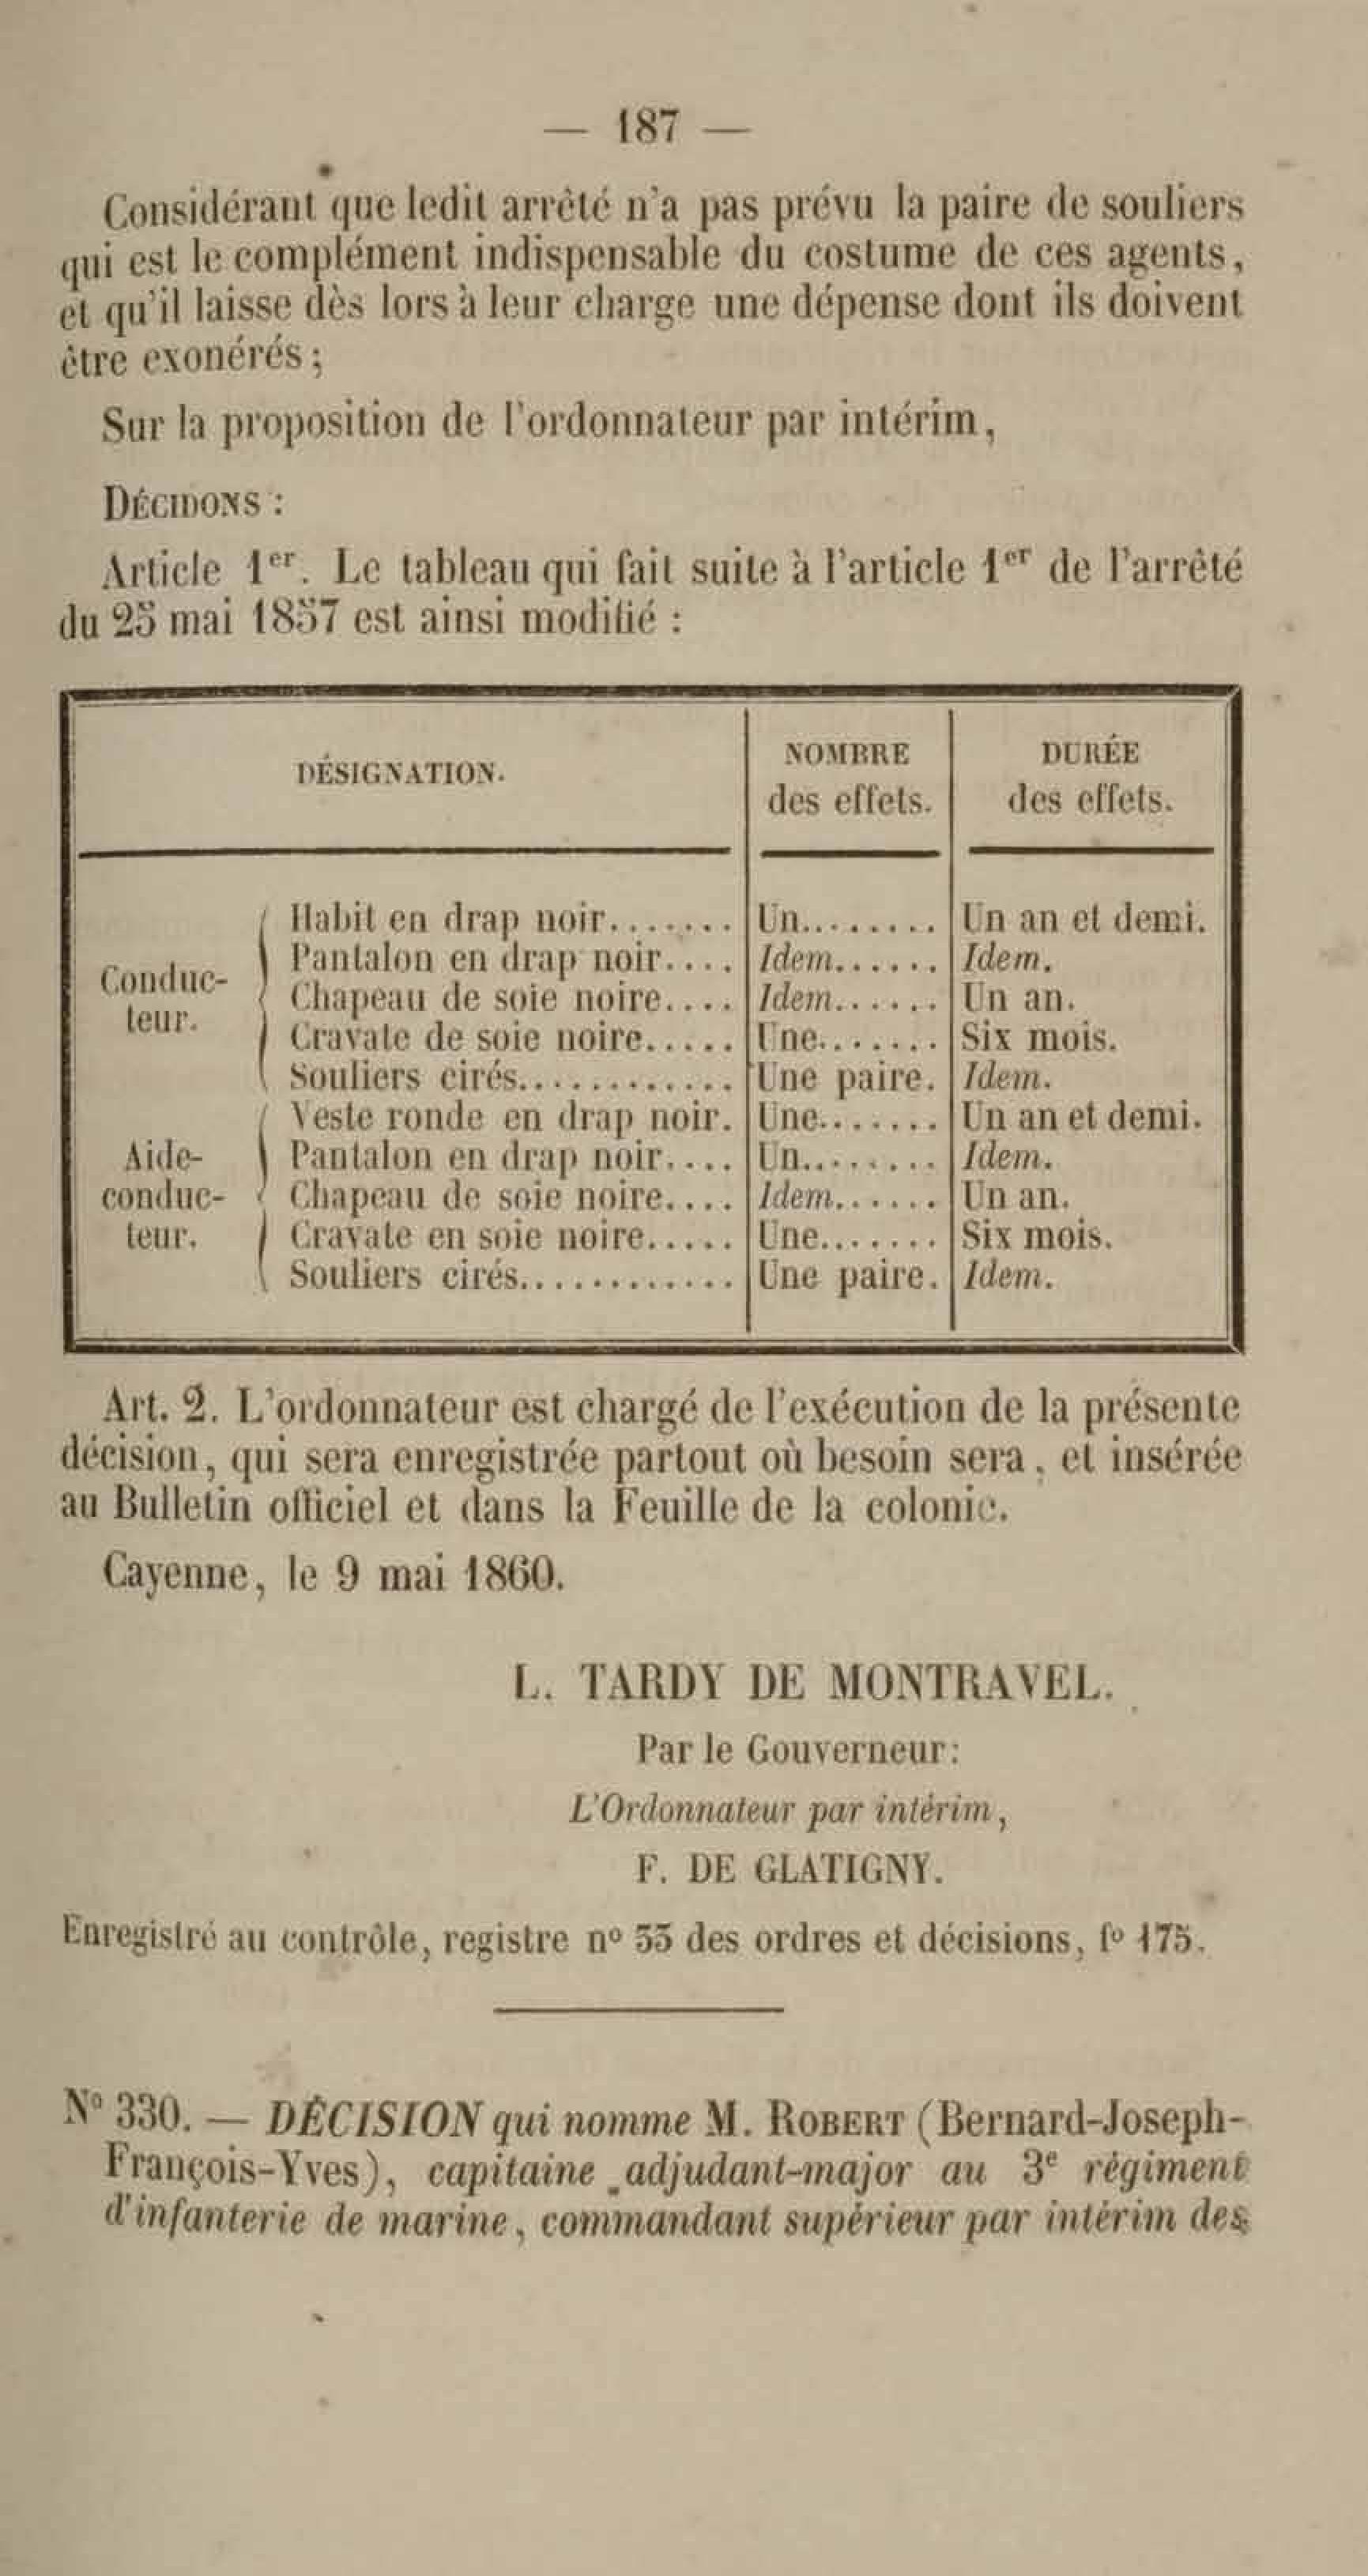 — 187 —
Considérant que ledit arrêté n'a pas prévu la paire de souliers
qui est le complément indispensable du costume de ces agents,
et qu'il laisse dès lors à leur charge une dépense dont ils doivent
être exonérés;
Sur la proposition de l'ordonnateur par intérim,
DÉCIDONS :
Article 1er. Le tableau qui fait suite à l'article 1er de l'arrêté
du 25 mai 1857 est ainsi modifié :
DÉSIGNATION. NOMBRE des effets. DURÉE des effets.
Conduc-
teur.
Habit en drap noir........ Un......... Un an et demi.
Pantalon en drap noir.... Idem...... Idem.
Chapeau de soie noire.... Idem...... Un an.
Cravate de soie noire..... Une....... Six mois.
Souliers cirés............ Une paire. Idem.
Aide-
conduc-
teur.
Veste ronde en drap noir. Une....... Un an et demi.
Pantalon en drap noir.... Un......... Idem.
Chapeau de soie noire.... Idem...... Un an.
Cravate en soie noire..... Une....... Six mois.
Souliers cirés............ Une paire. Idem.
Art. 2. L'ordonnateur est chargé de l'exécution de la présente
décision, qui sera enregistrée partout où besoin sera, et insérée
au Bulletin officiel et dans la Feuille de la colonie.
Cayenne, le 9 mai 1860.
L. TARDY DE MONTRAVEL.
Par le Gouverneur:
L'Ordonnateur par intérim,
F. DE GLATIGNY.
Enregistré au contrôle, registre n° 53 des ordres et décisions, f° 175.
N° 330. — DÉCISION qui nomme M. ROBERT (Bernard-Joseph-
François-Yves), capitaine adjudant-major au 3e régiment
d'infanterie de marine, commandant supérieur par intérim des